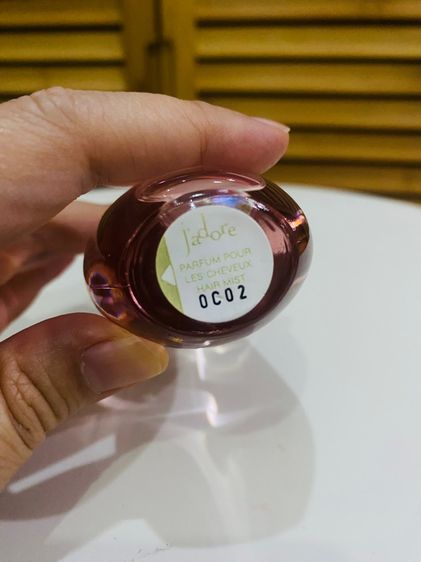 J'adore
PARFUM POUR
LES CHEVEUX
HAIR MIST
0C02